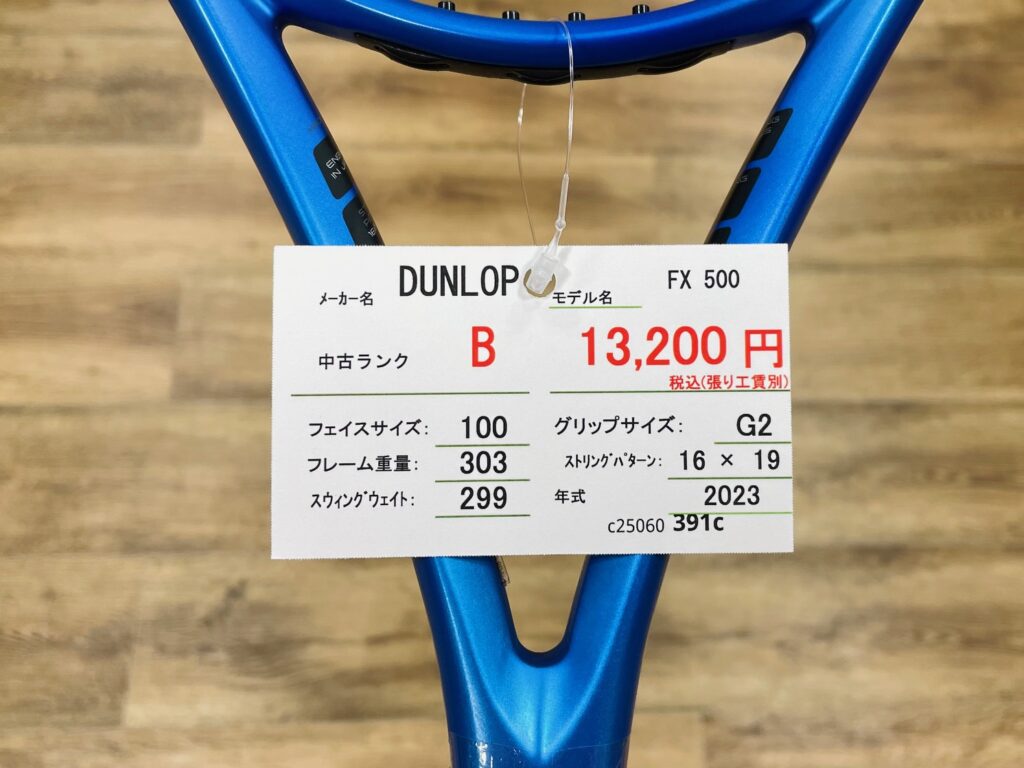 メーカー名 DUNLOP モデル名 FX 500
中古ランク B 13,200 円
税込(張り工賃別)
フェイスサイズ: 100 グリップサイズ: G2
フレーム重量: 303 ストリングパターン: 16 × 19
スウィングウェイト: 299 年式 2023
c25060 391c